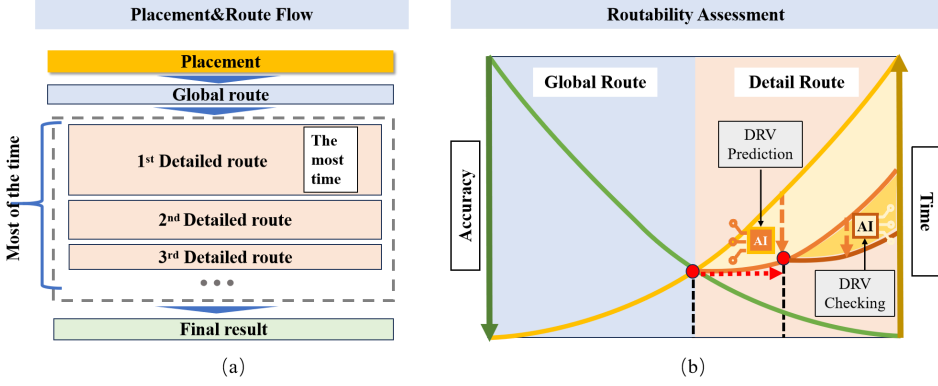 Placement&Route Flow
Placement
Global route
Most of the time
1st Detailed route
The
most
time
2nd Detailed route
3rd Detailed route
Final result
(a)
Routability Assessment
Global Route
Detail Route
DRV
Prediction
Accuracy
Time
AI
AI
DRV
Checking
(b)